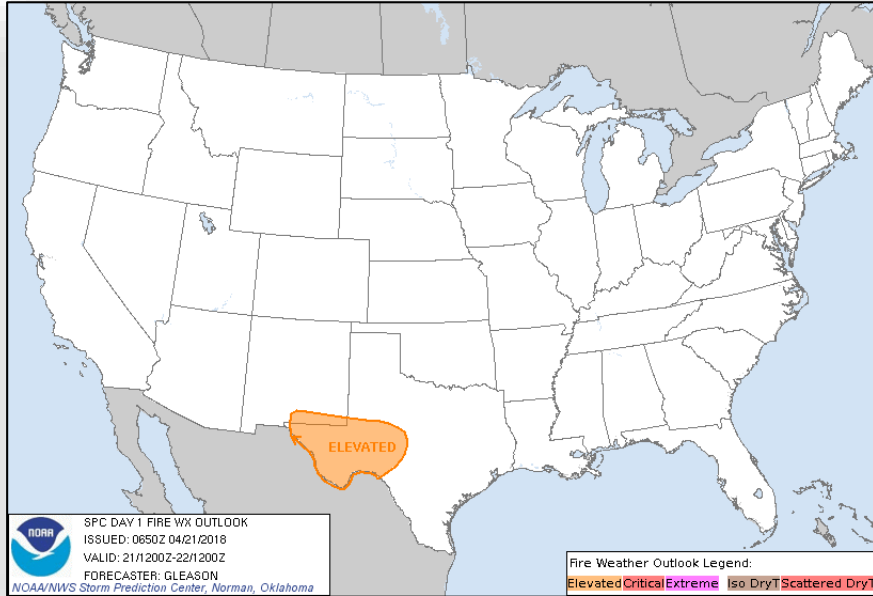 ELEVATED
NOAA
SPC DAY 1 FIRE WX OUTLOOK
ISSUED: 0650Z 04/21/2018
VALID: 21/1200Z-22/1200Z
FORECASTER: GLEASON
NOAA/NWS Storm Prediction Center, Norman, Oklahoma
Fire Weather Outlook Legend:
Elevated Critical Extreme Iso DryT Scattered DryT